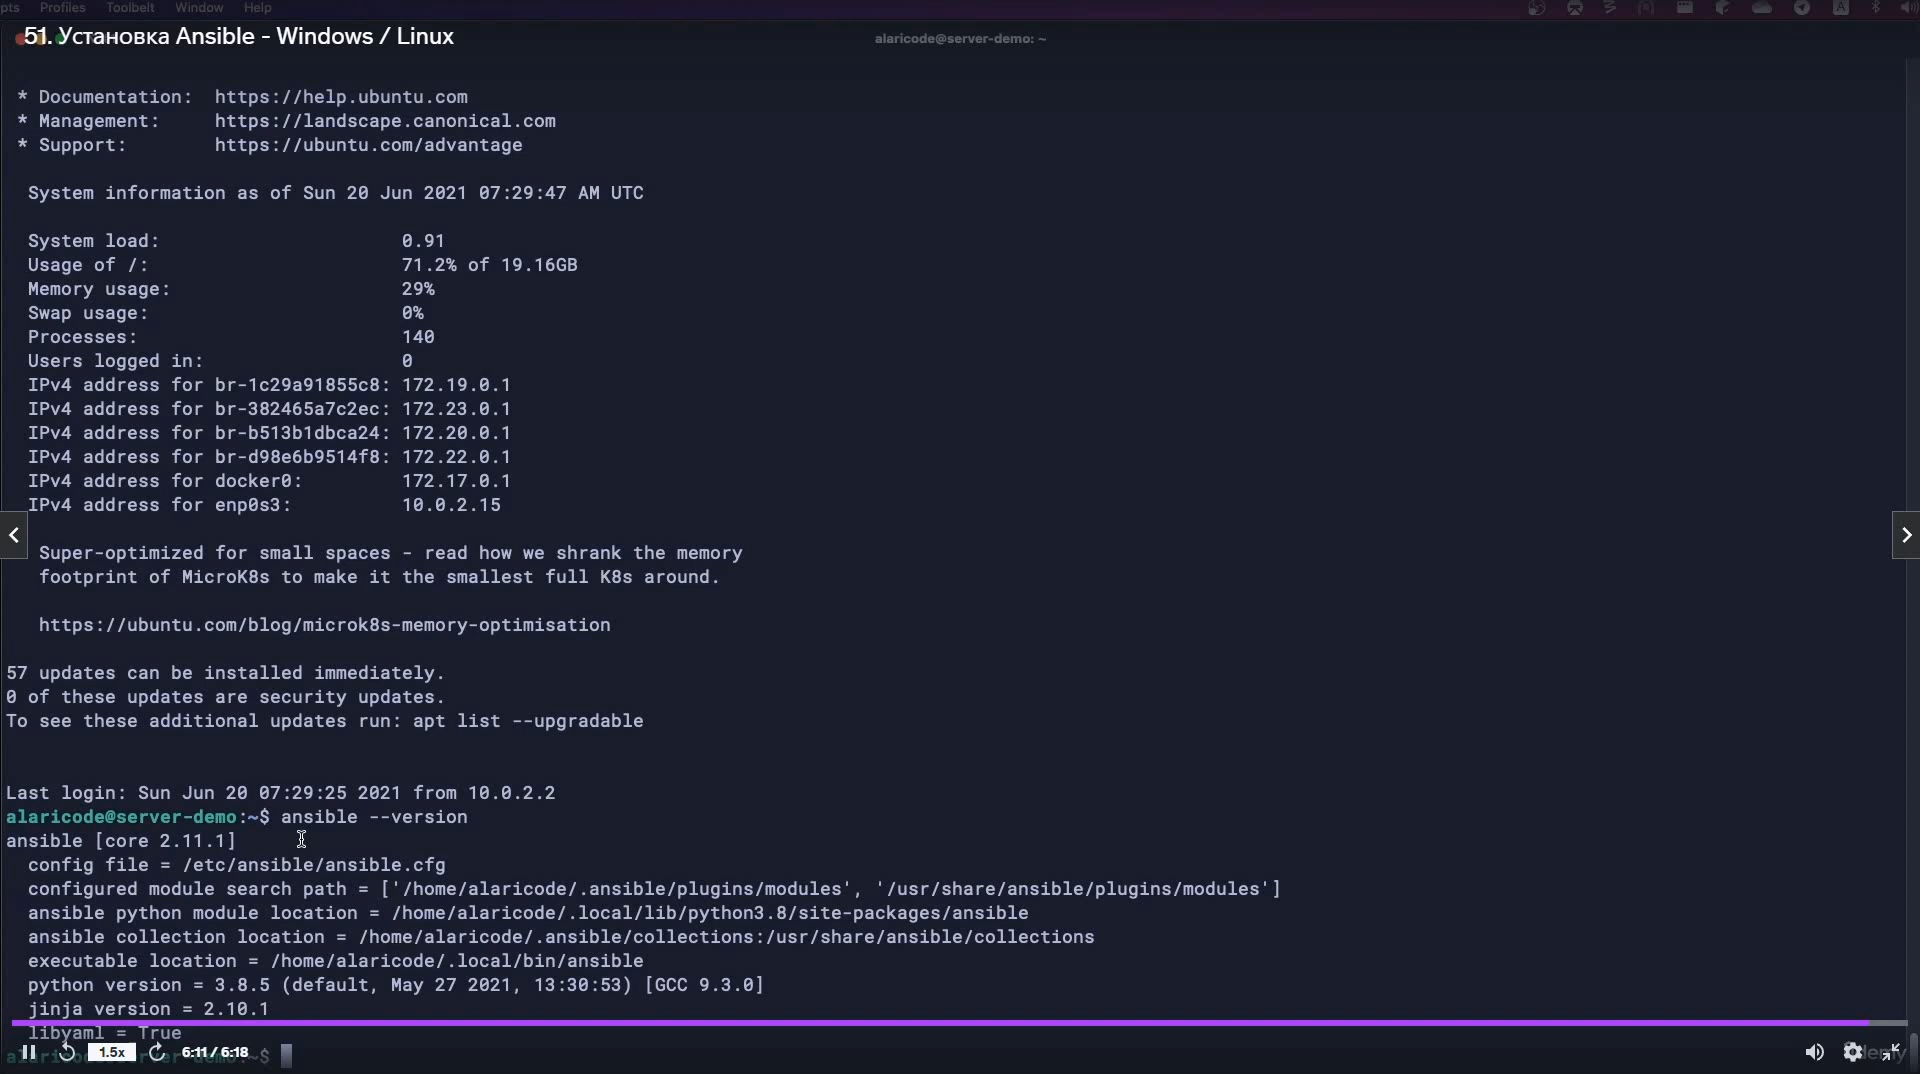 pts Profiles Toolbelt Window Help
51. Установка Ansible - Windows / Linux
alaricode@server-demo: ~
* Documentation: https://help.ubuntu.com
* Management: https://landscape.canonical.com
* Support: https://ubuntu.com/advantage
System information as of Sun 20 Jun 2021 07:29:47 AM UTC
System load: 0.91
Usage of /: 71.2% of 19.16GB
Memory usage: 29%
Swap usage: 0%
Processes: 140
Users logged in: 0
IPv4 address for br-1c29a91855c8: 172.19.0.1
IPv4 address for br-382465a7c2ec: 172.23.0.1
IPv4 address for br-b513b1dbca24: 172.20.0.1
IPv4 address for br-d98e6b9514f8: 172.22.0.1
IPv4 address for docker0: 172.17.0.1
IPv4 address for enp0s3: 10.0.2.15
Super-optimized for small spaces - read how we shrank the memory
footprint of MicroK8s to make it the smallest full K8s around.
https://ubuntu.com/blog/microk8s-memory-optimisation
57 updates can be installed immediately.
0 of these updates are security updates.
To see these additional updates run: apt list --upgradable
Last login: Sun Jun 20 07:29:25 2021 from 10.0.2.2
alaricode@server-demo:~$ ansible --version
ansible [core 2.11.1]
config file = /etc/ansible/ansible.cfg
configured module search path = ['/home/alaricode/.ansible/plugins/modules', '/usr/share/ansible/plugins/modules']
ansible python module location = /home/alaricode/.local/lib/python3.8/site-packages/ansible
ansible collection location = /home/alaricode/.ansible/collections:/usr/share/ansible/collections
executable location = /home/alaricode/.local/bin/ansible
python version = 3.8.5 (default, May 27 2021, 13:30:53) [GCC 9.3.0]
jinja version = 2.10.1
libyaml = True
1.5x 6:11 / 6:18